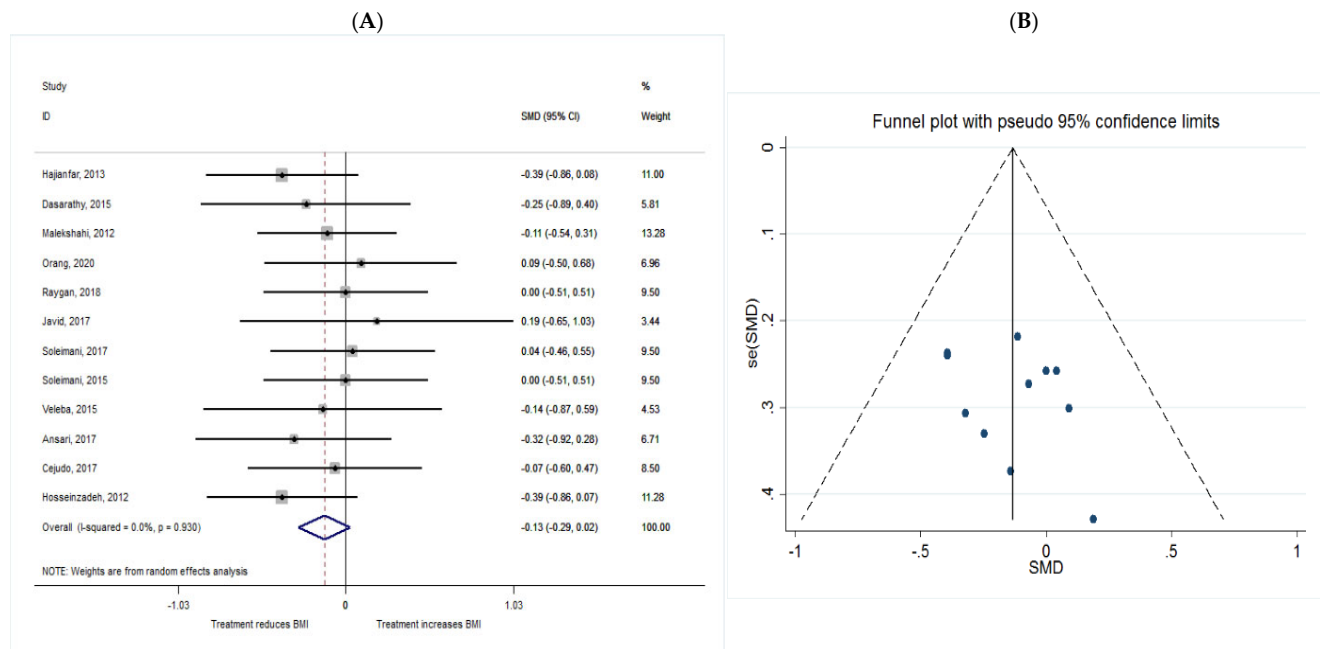 (A)
Study %
ID SMD (95% CI) Weight
Hajianfar, 2013 -0.39 (-0.86, 0.08) 11.00
Dasarathy, 2015 -0.25 (-0.89, 0.40) 5.81
Malekshahi, 2012 -0.11 (-0.54, 0.31) 13.28
Orang, 2020 0.09 (-0.50, 0.68) 6.96
Raygan, 2018 0.00 (-0.51, 0.51) 9.50
Javid, 2017 0.19 (-0.65, 1.03) 3.44
Soleimani, 2017 0.04 (-0.46, 0.55) 9.50
Soleimani, 2015 0.00 (-0.51, 0.51) 9.50
Veleba, 2015 -0.14 (-0.87, 0.59) 4.53
Ansari, 2017 -0.32 (-0.92, 0.28) 6.71
Cejudo, 2017 -0.07 (-0.60, 0.47) 8.50
Hosseinzadeh, 2012 -0.39 (-0.86, 0.07) 11.28
Overall (I-squared = 0.0%, p = 0.930) -0.13 (-0.29, 0.02) 100.00
NOTE: Weights are from random effects analysis
-1.03 0 1.03
Treatment reduces BMI Treatment increases BMI
(B)
Funnel plot with pseudo 95% confidence limits
0
.1
.2
.3
.4
se(SMD)
-1 -.5 0 .5 1
SMD